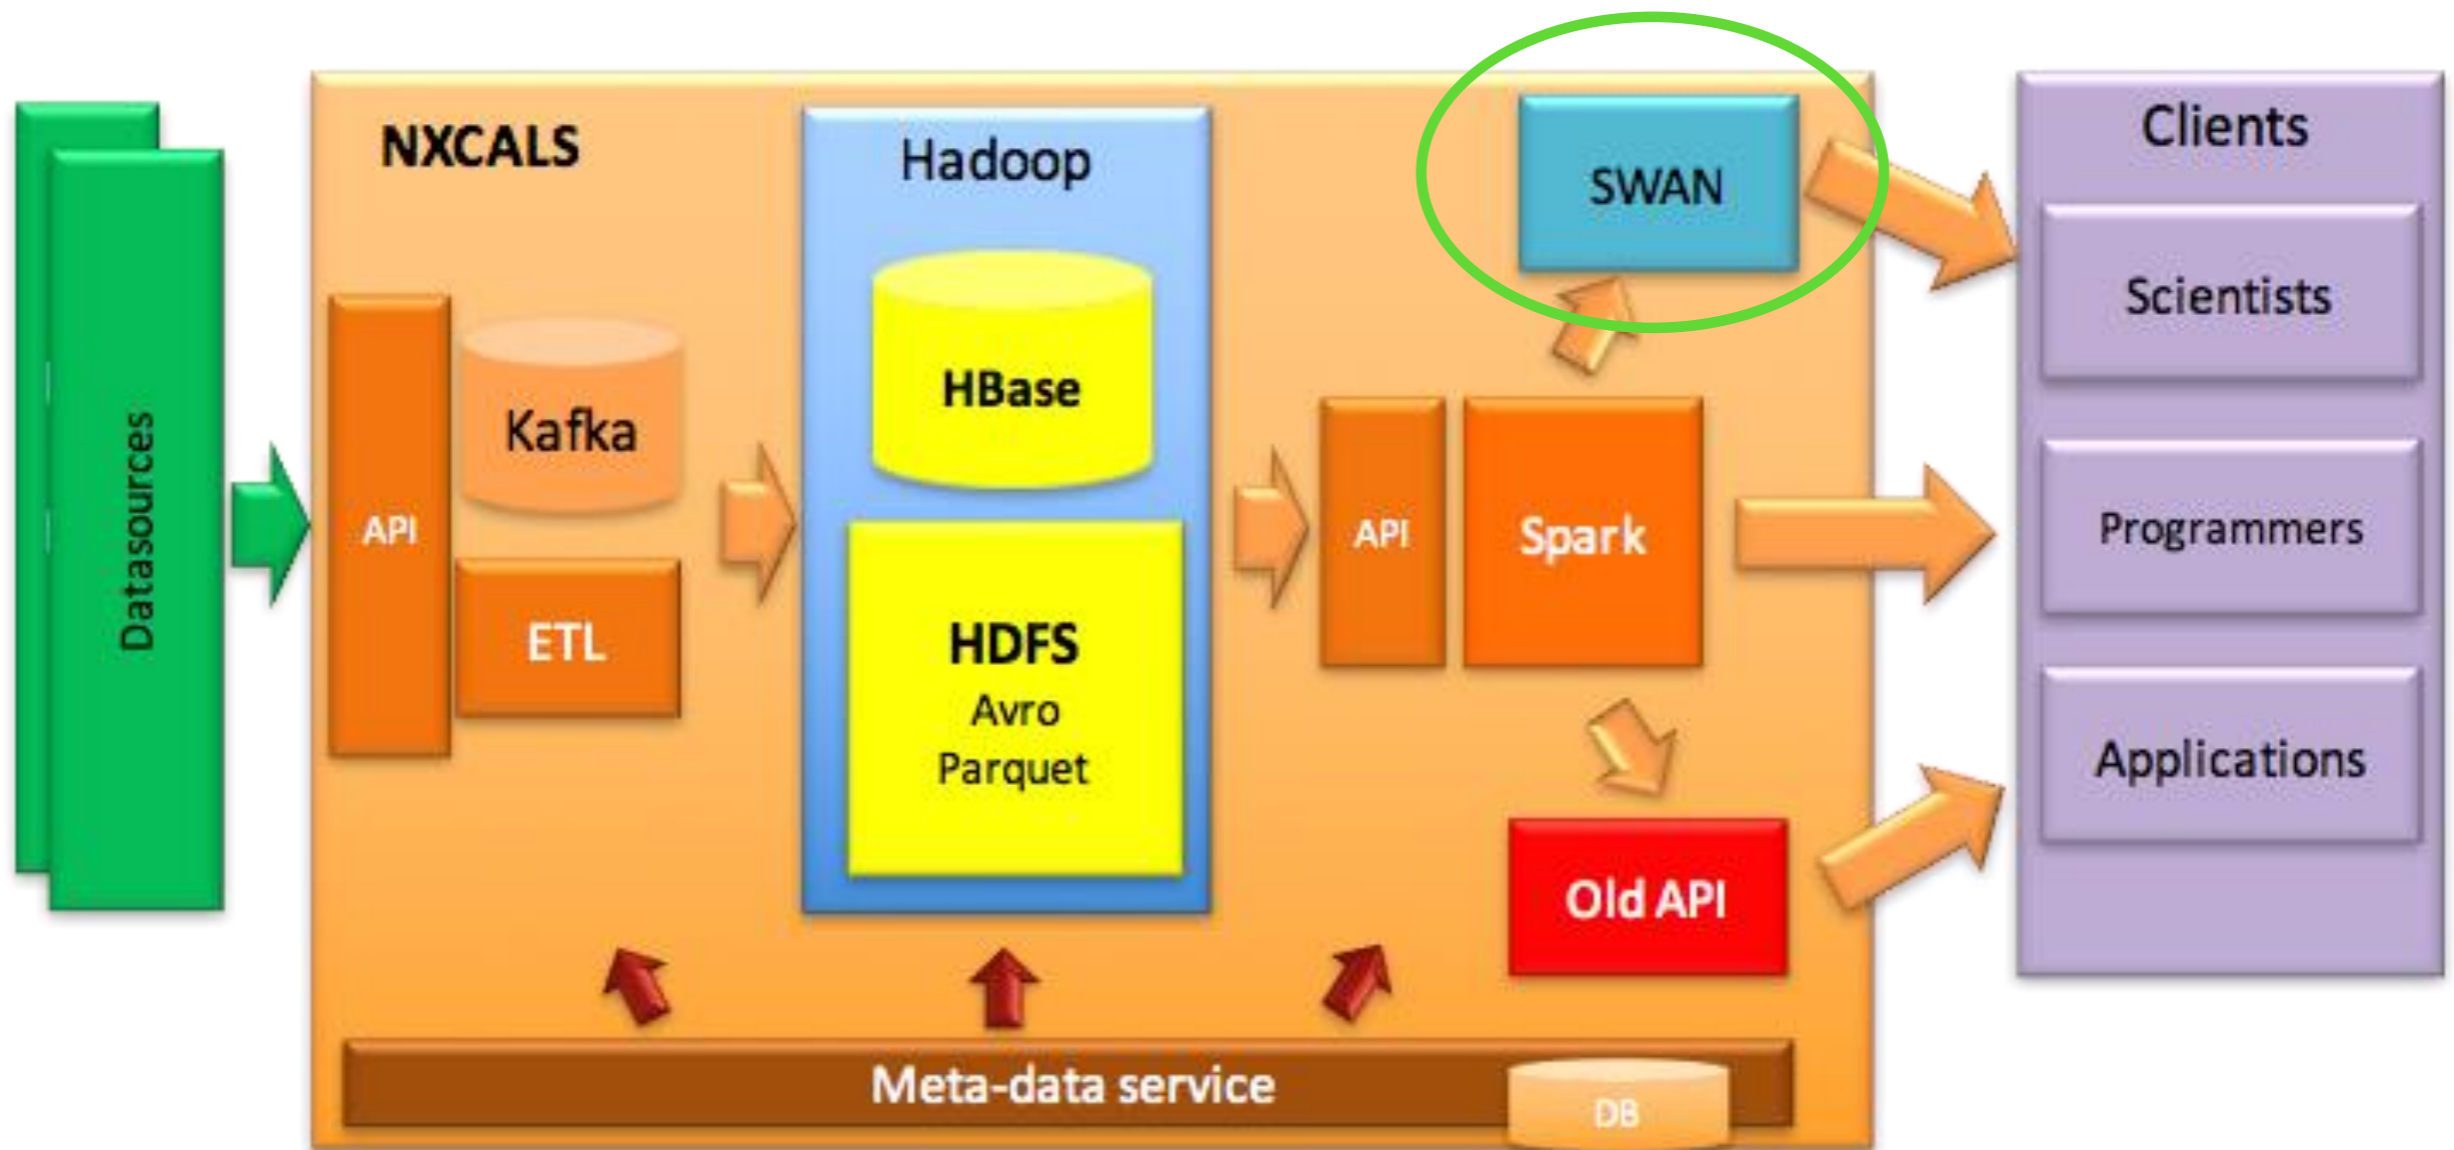 Datasources
NXCALS
API
Kafka
ETL
Hadoop
HBase
HDFS
Avro
Parquet
API
Spark
SWAN
Old API
Meta-data service
DB
Clients
Scientists
Programmers
Applications